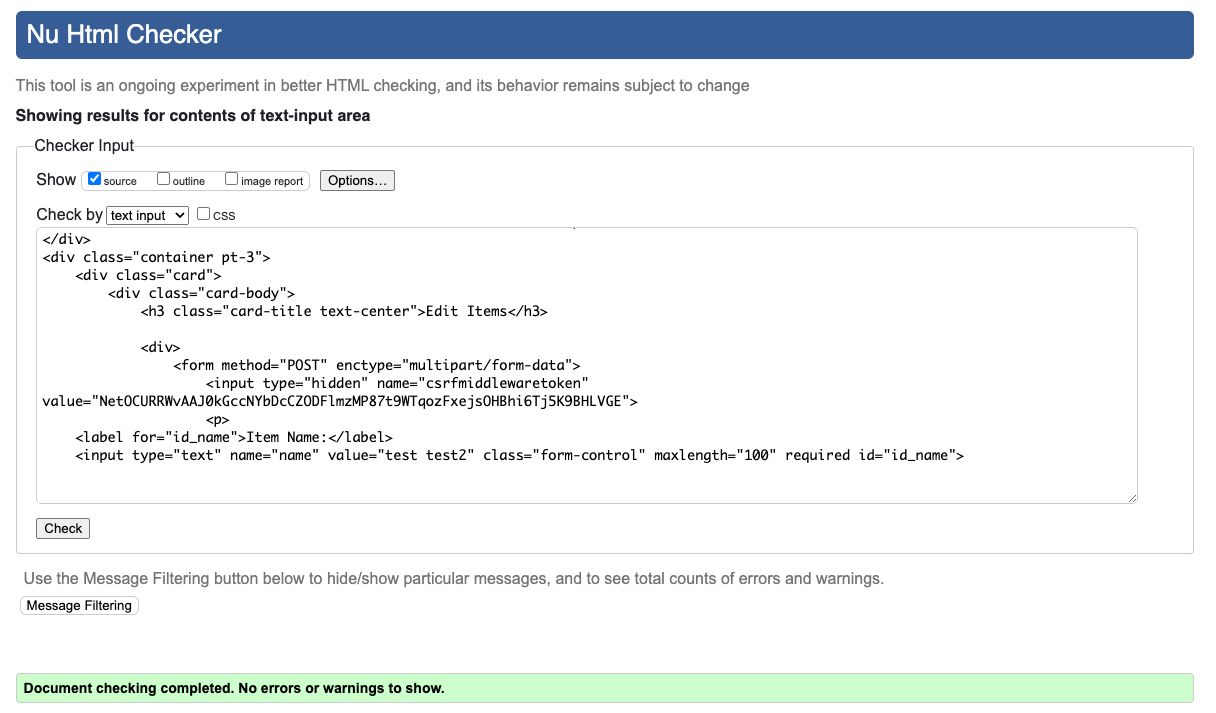 Nu Html Checker
This tool is an ongoing experiment in better HTML checking, and its behavior remains subject to change
Showing results for contents of text-input area
Checker Input
Show source outline image report Options...
Check by text input css
</div>
<div class="container pt-3">
    <div class="card">
        <div class="card-body">
            <h3 class="card-title text-center">Edit Items</h3>
            <div>
                <form method="POST" enctype="multipart/form-data">
                    <input type="hidden" name="csrfmiddlewaretoken"
value="NetOCURRWvAAJ0kGccNYbDcCZODFlmzMP87t9WTqozFxejsOHBhi6Tj5K9BHLVGE">
                    <p>
    <label for="id_name">Item Name:</label>
    <input type="text" name="name" value="test test2" class="form-control" maxlength="100" required id="id_name">
Check
Use the Message Filtering button below to hide/show particular messages, and to see total counts of errors and warnings.
Message Filtering
Document checking completed. No errors or warnings to show.